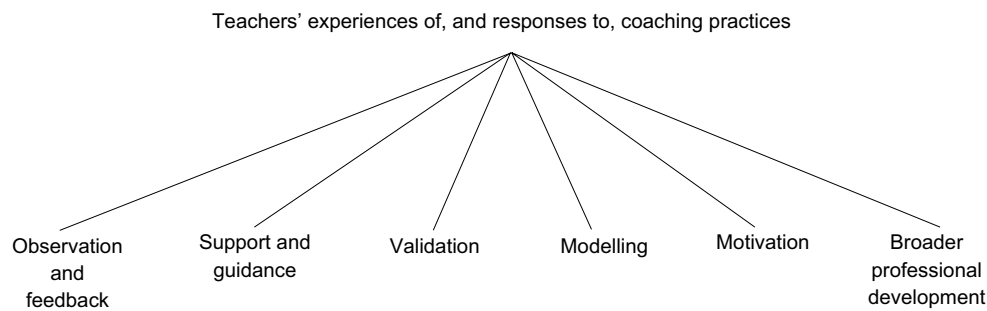 Teachers’ experiences of, and responses to, coaching practices
Observation
and
feedback
Support and
guidance
Validation
Modelling
Motivation
Broader
professional
development